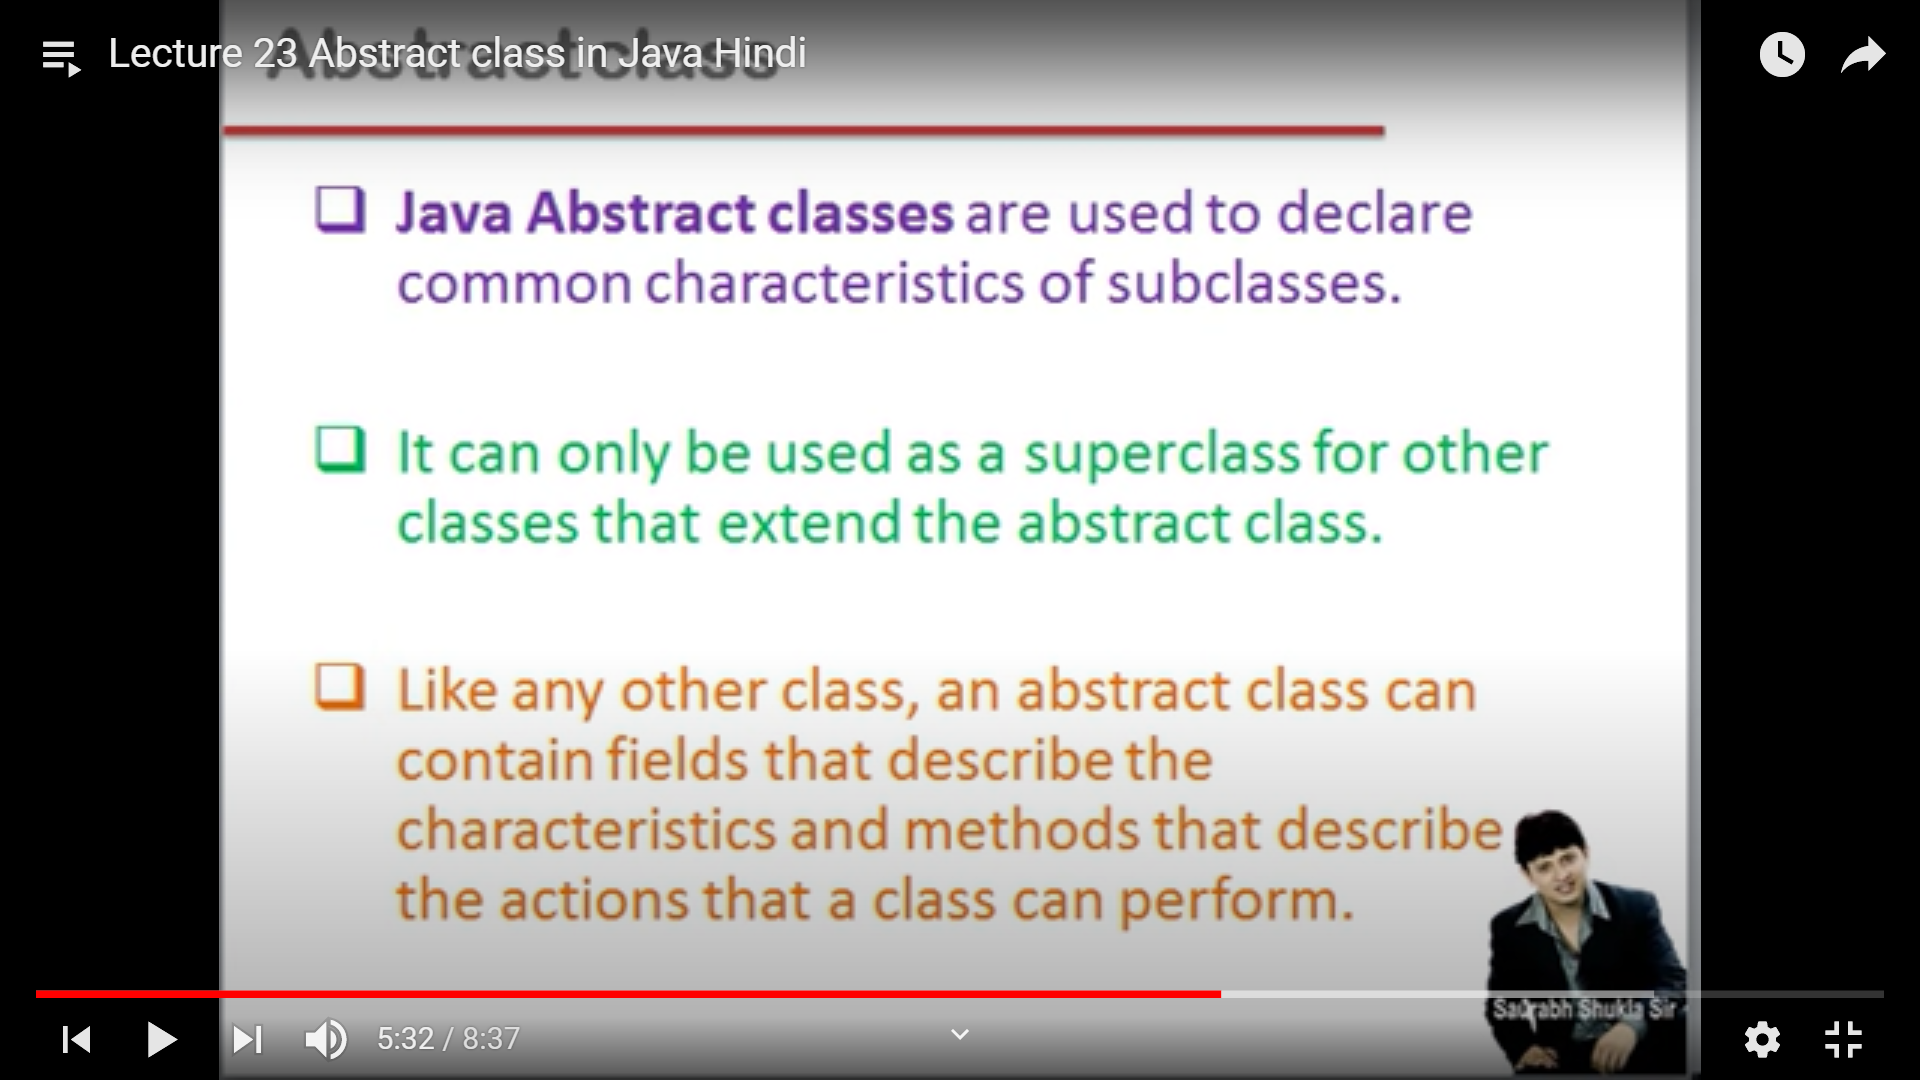 Lecture 23 Abstract class in Java Hindi
Abstract class
Java Abstract classes are used to declare
common characteristics of subclasses.
It can only be used as a superclass for other
classes that extend the abstract class.
Like any other class, an abstract class can
contain fields that describe the
characteristics and methods that describe
the actions that a class can perform.
Saurabh Shukla Sir
5:32 / 8:37